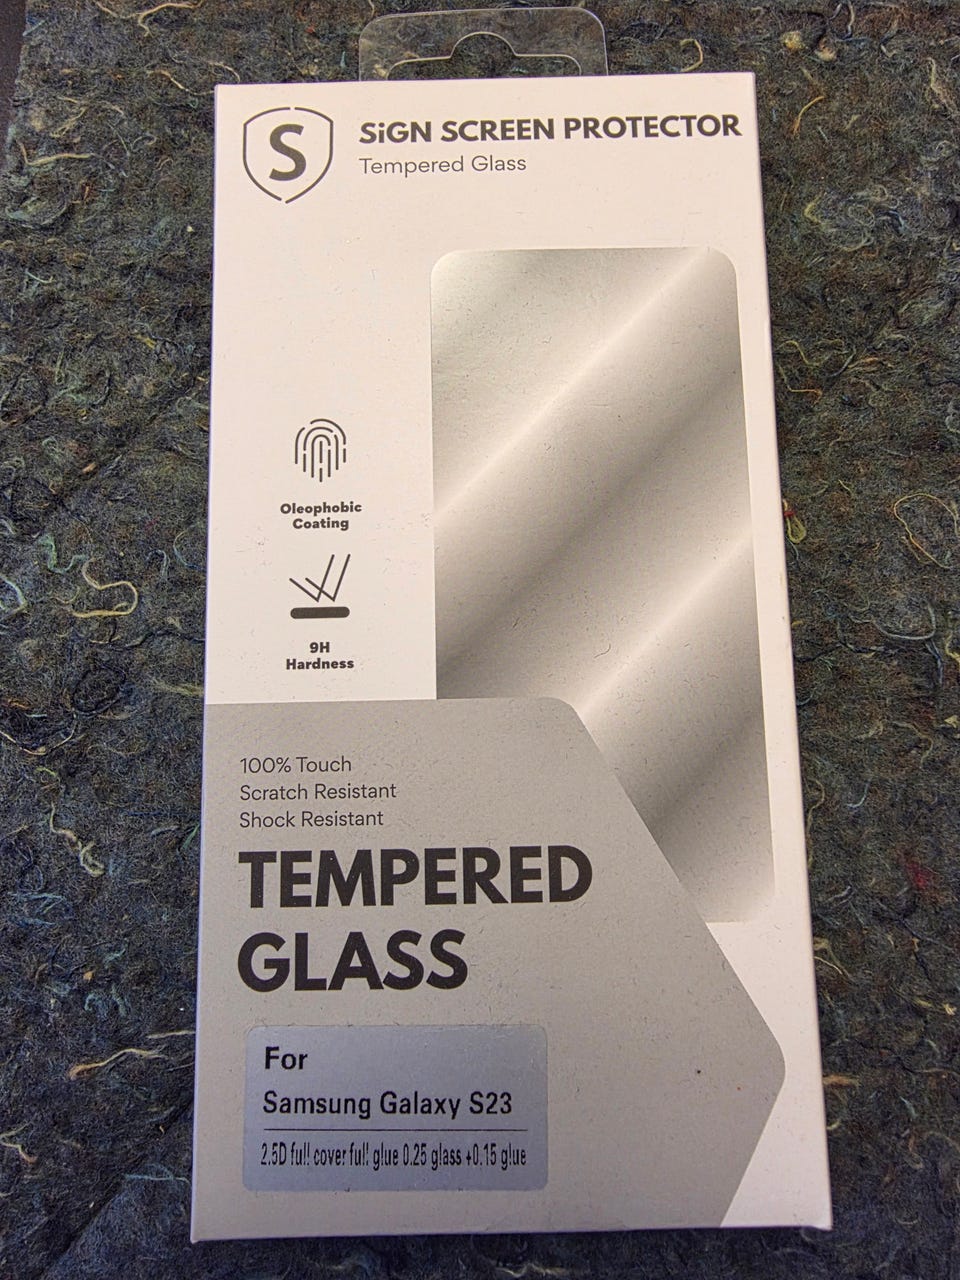 S
SiGN SCREEN PROTECTOR
Tempered Glass
Oleophobic
Coating
9H
Hardness
100% Touch
Scratch Resistant
Shock Resistant
TEMPERED
GLASS
For
Samsung Galaxy S23
2.5D full cover full glue 0.25 glass +0.15 glue